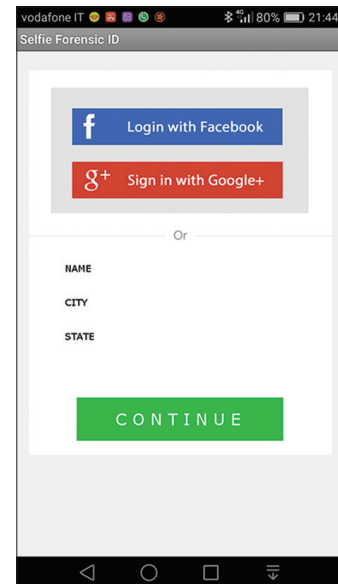 vodafone IT 4G 80% 21:44
Selfie Forensic ID
f Login with Facebook
g+ Sign in with Google+
Or
NAME
CITY
STATE
CONTINUE